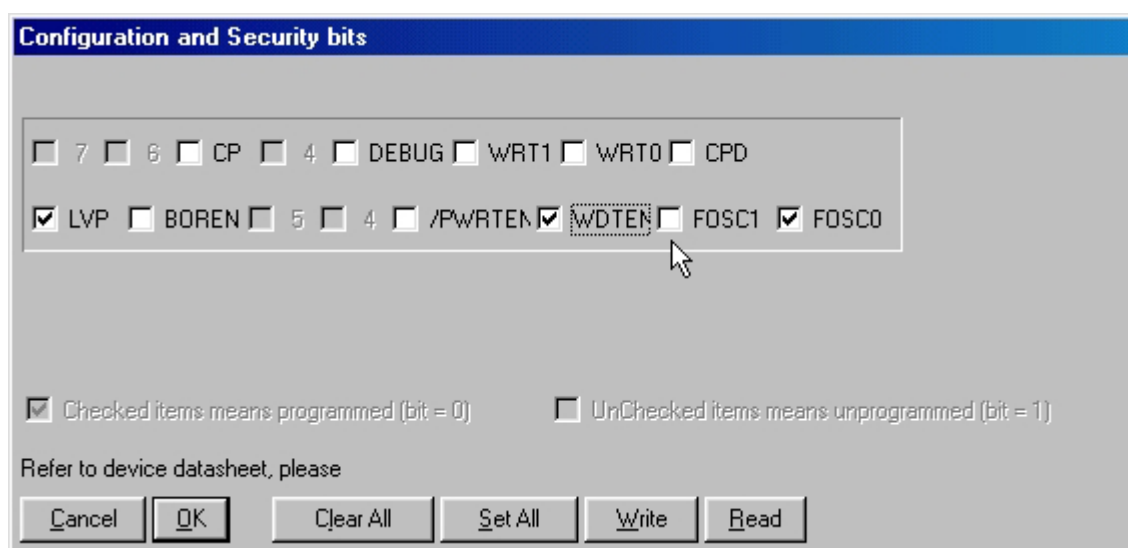 Configuration and Security bits
7 6 CP 4 DEBUG WRT1 WRT0 CPD
LVP BOREN 5 4 /PWRTEN WDTEN FOSC1 FOSC0
Checked items means programmed (bit = 0) UnChecked items means unprogrammed (bit = 1)
Refer to device datasheet, please
Cancel OK Clear All Set All Write Read